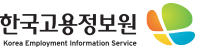 한국고용정보원
Korea Employment Information Service